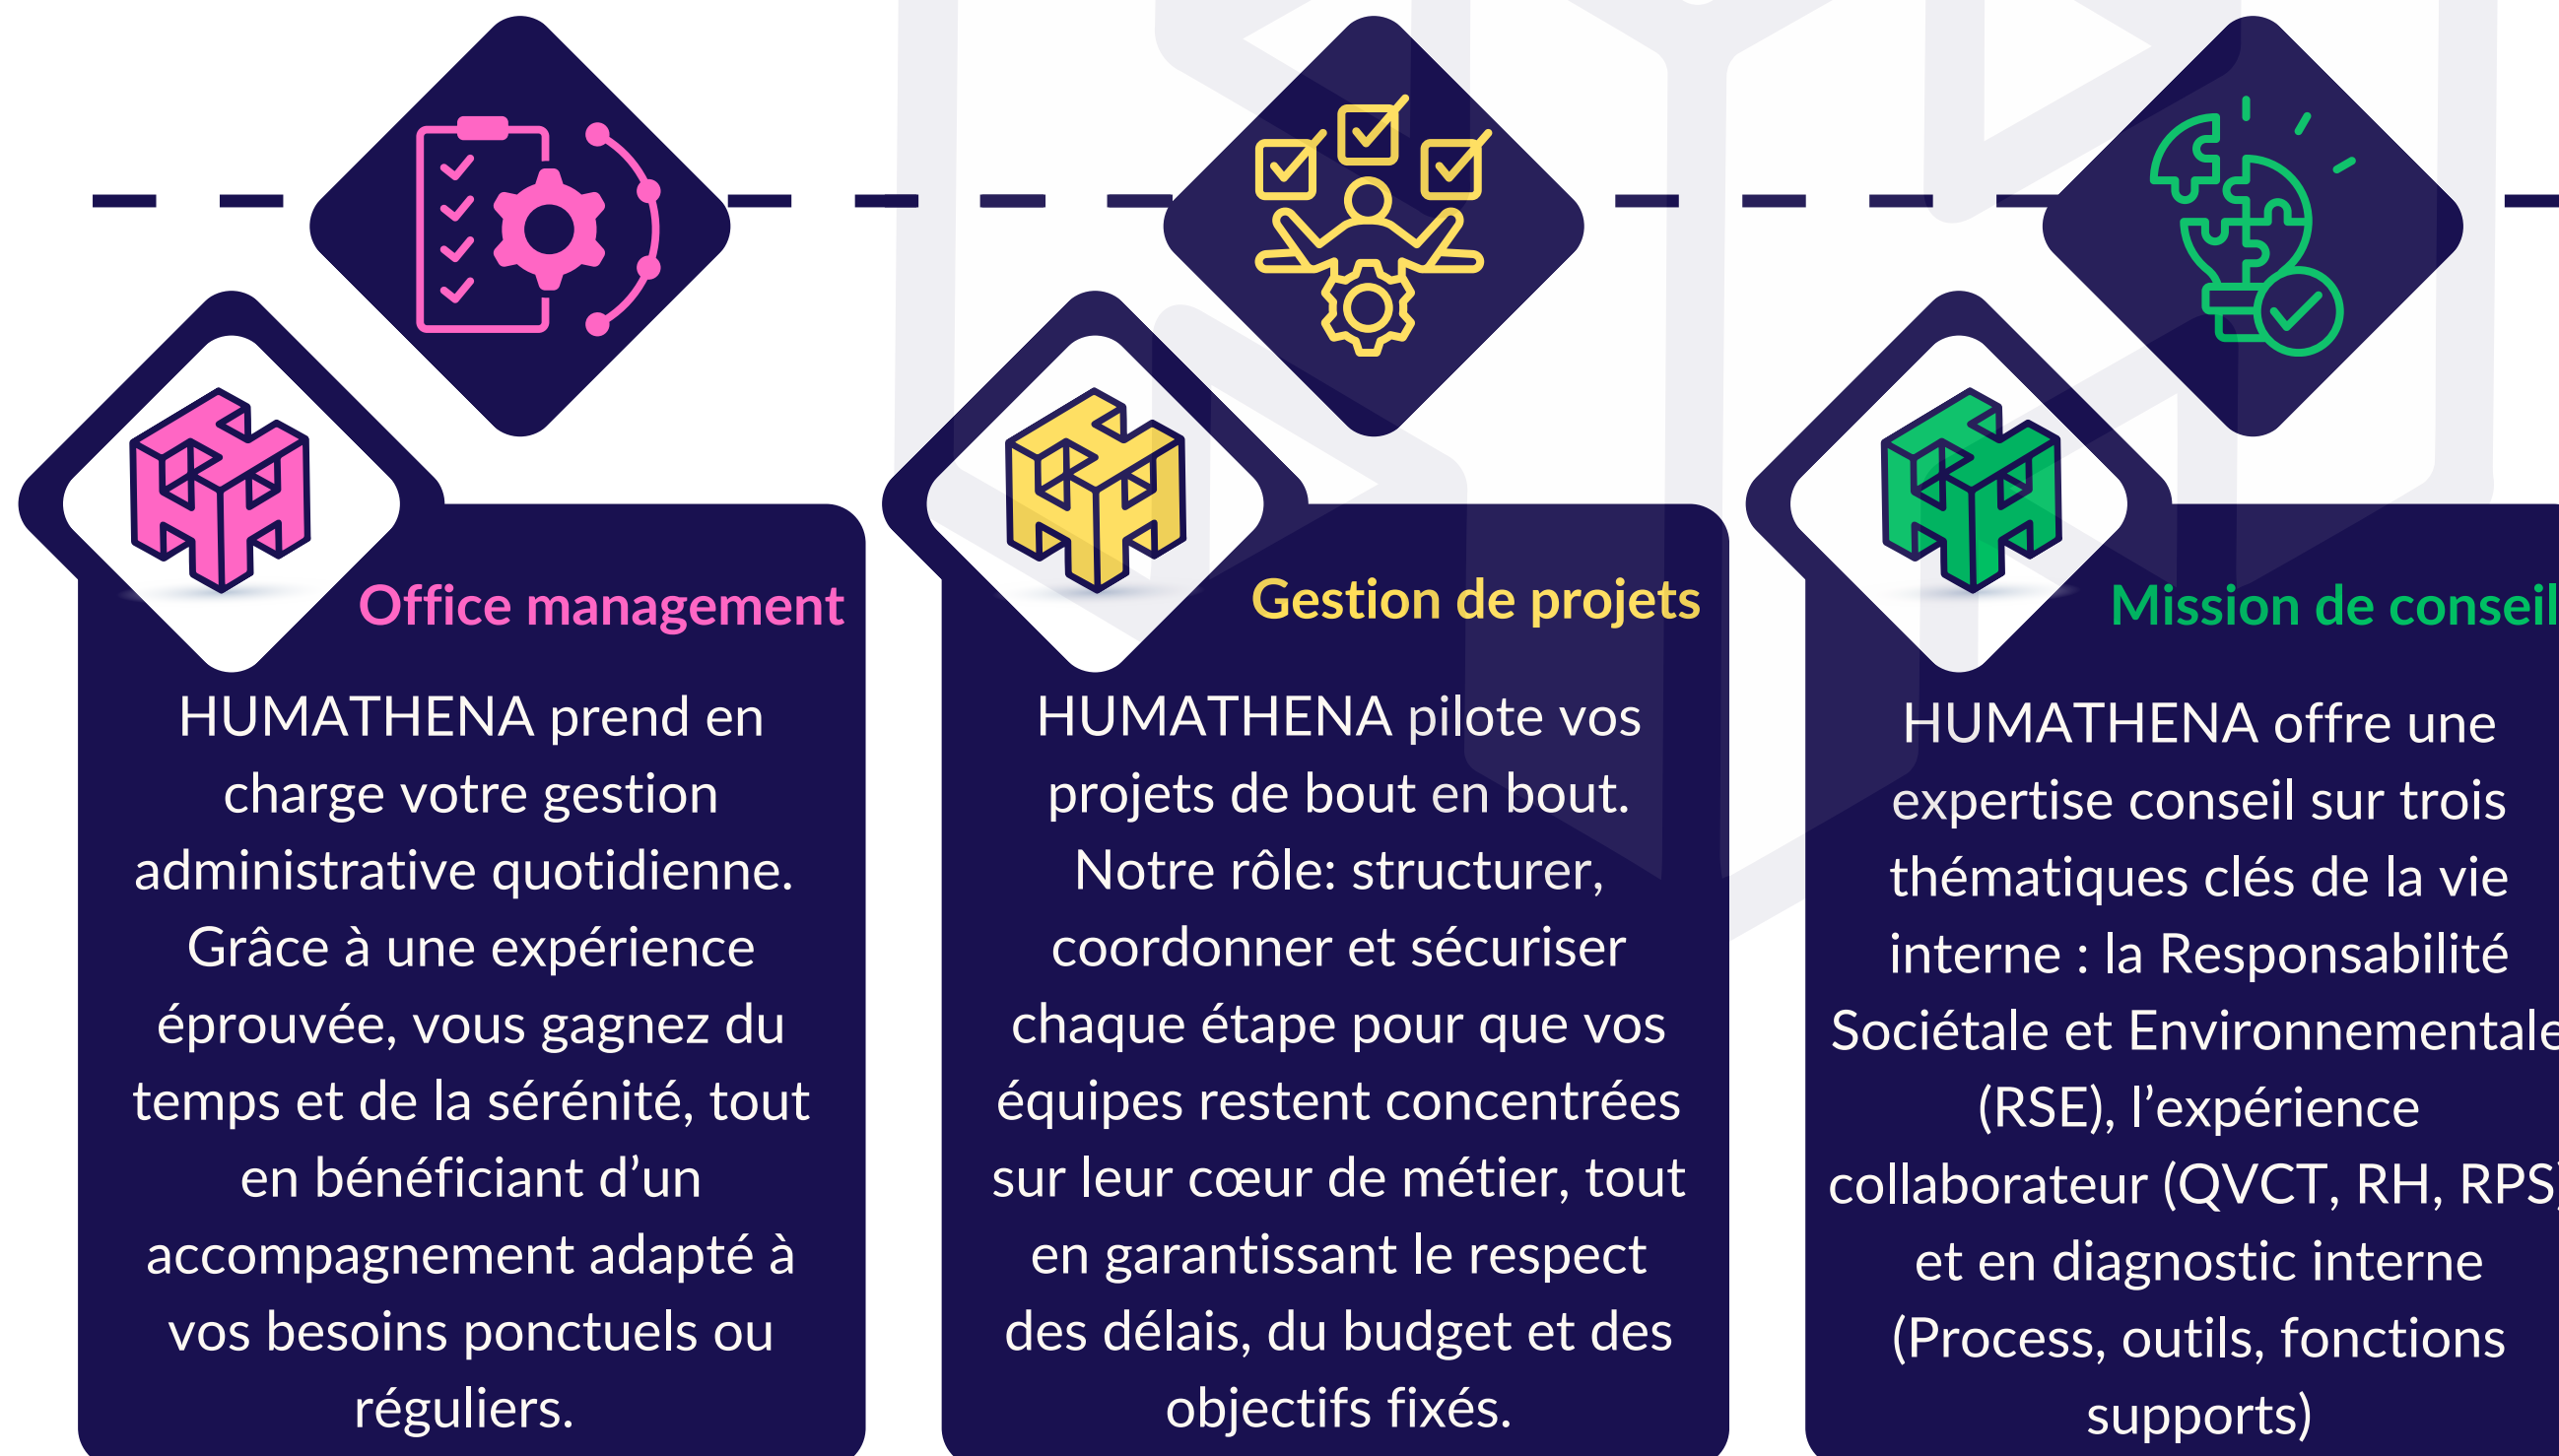 Office management
HUMATHENA prend en
charge votre gestion
administrative quotidienne.
Grâce à une expérience
éprouvée, vous gagnez du
temps et de la sérénité, tout
en bénéficiant d’un
accompagnement adapté à
vos besoins ponctuels ou
réguliers.
Gestion de projets
HUMATHENA pilote vos
projets de bout en bout.
Notre rôle: structurer,
coordonner et sécuriser
chaque étape pour que vos
équipes restent concentrées
sur leur cœur de métier, tout
en garantissant le respect
des délais, du budget et des
objectifs fixés.
Mission de conseil
HUMATHENA offre une
expertise conseil sur trois
thématiques clés de la vie
interne : la Responsabilité
Sociétale et Environnementale
(RSE), l’expérience
collaborateur (QVCT, RH, RPS)
et en diagnostic interne
(Process, outils, fonctions
supports)